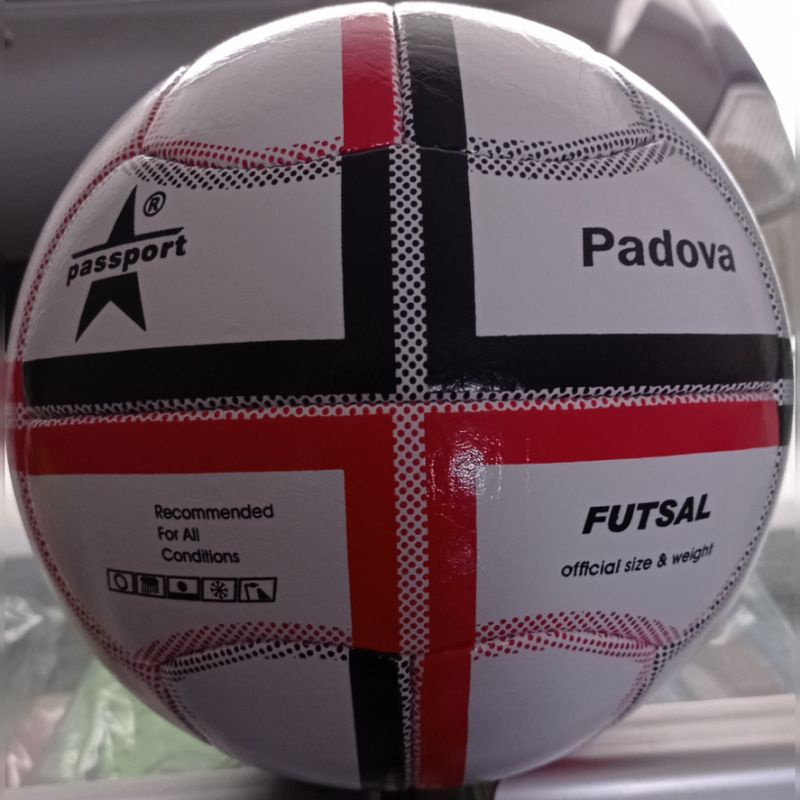 ®
passport
Padova
Recommended
For All
Conditions
FUTSAL
official size & weight